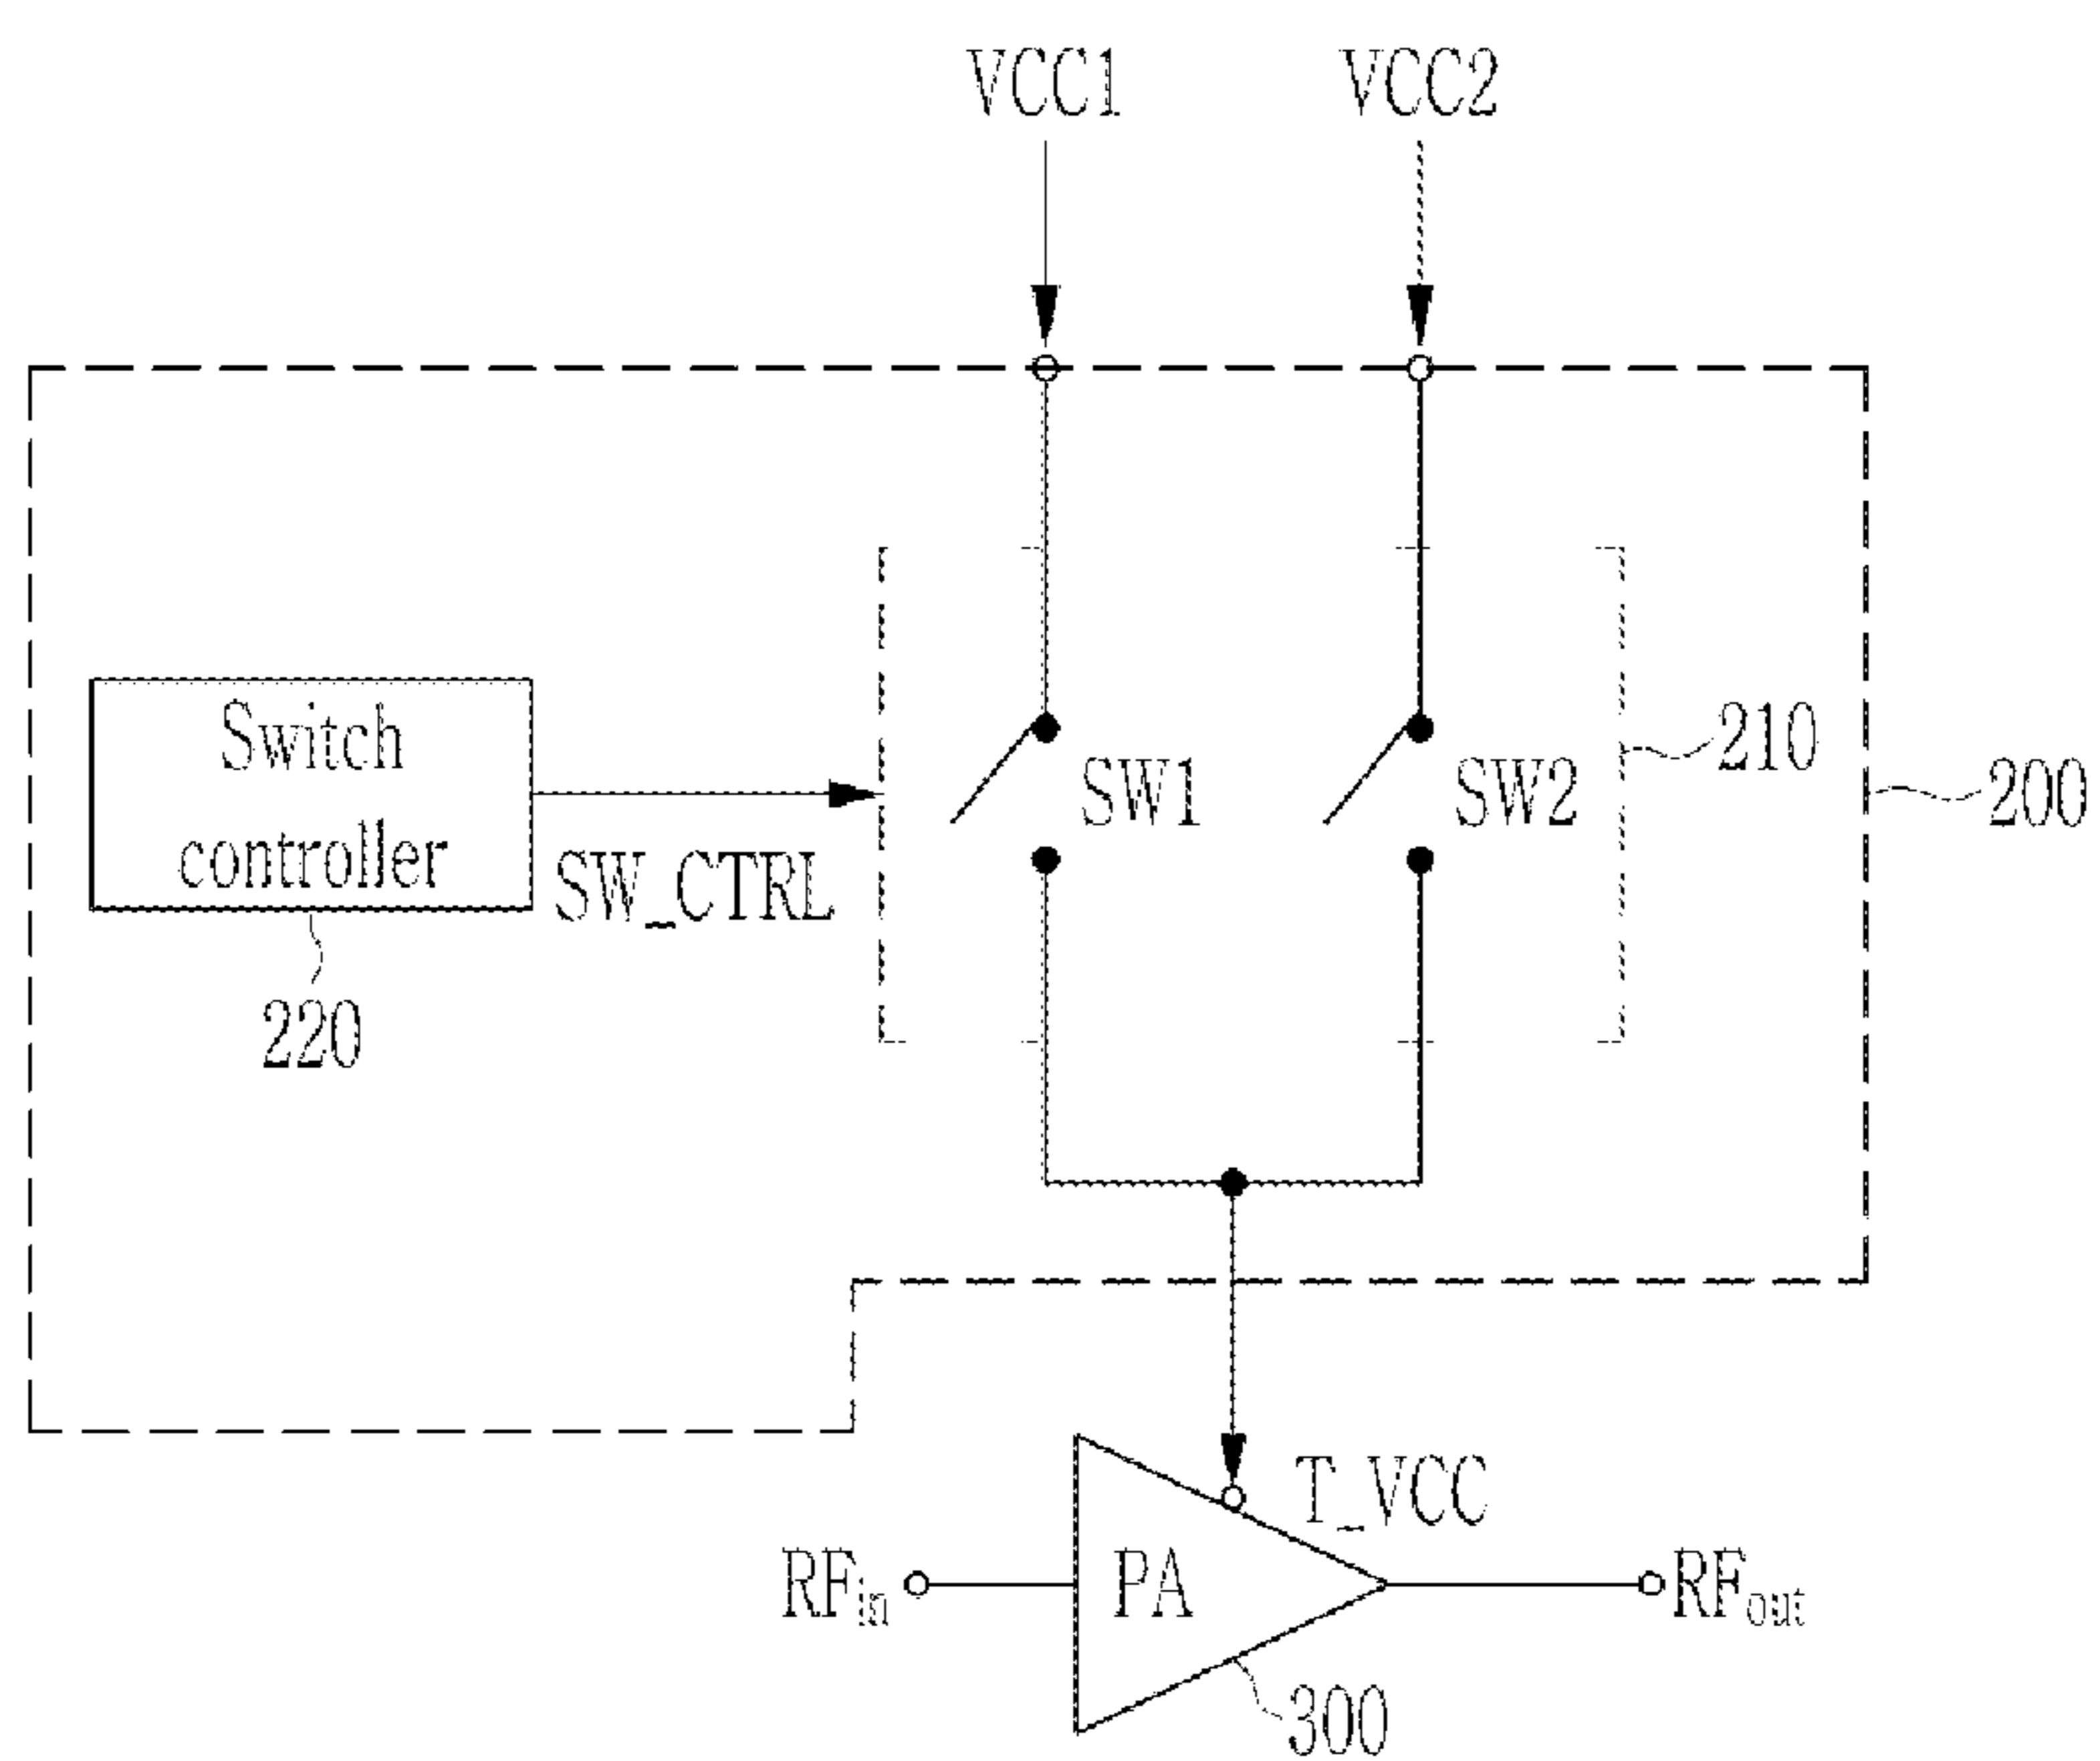 VCC1 VCC2
Switch
controller
SW_CTRL
220
SW1
SW2
210
200
T_VCC
RFin
PA
RFout
300